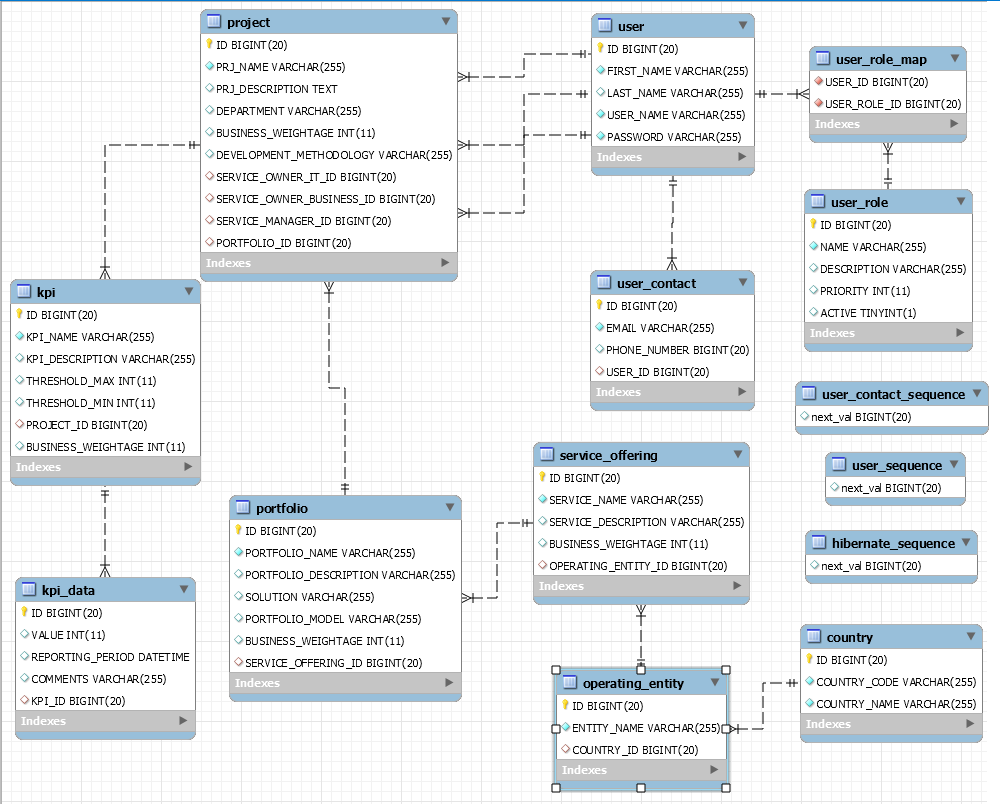 project
ID BIGINT(20)
PRJ_NAME VARCHAR(255)
PRJ_DESCRIPTION TEXT
DEPARTMENT VARCHAR(255)
BUSINESS_WEIGHTAGE INT(11)
DEVELOPMENT_METHODOLOGY VARCHAR(255)
SERVICE_OWNER_IT_ID BIGINT(20)
SERVICE_OWNER_BUSINESS_ID BIGINT(20)
SERVICE_MANAGER_ID BIGINT(20)
PORTFOLIO_ID BIGINT(20)
Indexes
user
ID BIGINT(20)
FIRST_NAME VARCHAR(255)
LAST_NAME VARCHAR(255)
USER_NAME VARCHAR(255)
PASSWORD VARCHAR(255)
Indexes
user_role_map
USER_ID BIGINT(20)
USER_ROLE_ID BIGINT(20)
Indexes
user_role
ID BIGINT(20)
NAME VARCHAR(255)
DESCRIPTION VARCHAR(255)
PRIORITY INT(11)
ACTIVE TINYINT(1)
Indexes
kpi
ID BIGINT(20)
KPI_NAME VARCHAR(255)
KPI_DESCRIPTION VARCHAR(255)
THRESHOLD_MAX INT(11)
THRESHOLD_MIN INT(11)
PROJECT_ID BIGINT(20)
BUSINESS_WEIGHTAGE INT(11)
Indexes
user_contact
ID BIGINT(20)
EMAIL VARCHAR(255)
PHONE_NUMBER BIGINT(20)
USER_ID BIGINT(20)
Indexes
user_contact_sequence
next_val BIGINT(20)
user_sequence
next_val BIGINT(20)
hibernate_sequence
next_val BIGINT(20)
service_offering
ID BIGINT(20)
SERVICE_NAME VARCHAR(255)
SERVICE_DESCRIPTION VARCHAR(255)
BUSINESS_WEIGHTAGE INT(11)
OPERATING_ENTITY_ID BIGINT(20)
Indexes
portfolio
ID BIGINT(20)
PORTFOLIO_NAME VARCHAR(255)
PORTFOLIO_DESCRIPTION VARCHAR(255)
SOLUTION VARCHAR(255)
PORTFOLIO_MODEL VARCHAR(255)
BUSINESS_WEIGHTAGE INT(11)
SERVICE_OFFERING_ID BIGINT(20)
Indexes
kpi_data
ID BIGINT(20)
VALUE INT(11)
REPORTING_PERIOD DATETIME
COMMENTS VARCHAR(255)
KPI_ID BIGINT(20)
Indexes
operating_entity
ID BIGINT(20)
ENTITY_NAME VARCHAR(255)
COUNTRY_ID BIGINT(20)
Indexes
country
ID BIGINT(20)
COUNTRY_CODE VARCHAR(255)
COUNTRY_NAME VARCHAR(255)
Indexes